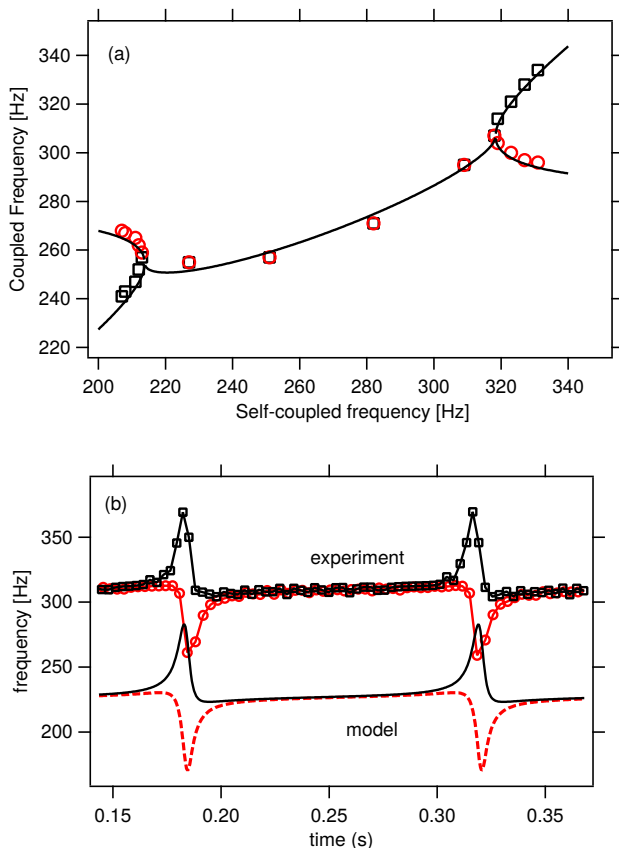 (a)
340
320
300
280
260
240
220
Coupled Frequency [Hz]
200 220 240 260 280 300 320 340
Self-coupled frequency [Hz]
(b)
350
300
250
200
frequency [Hz]
experiment
model
0.15 0.20 0.25 0.30 0.35
time (s)